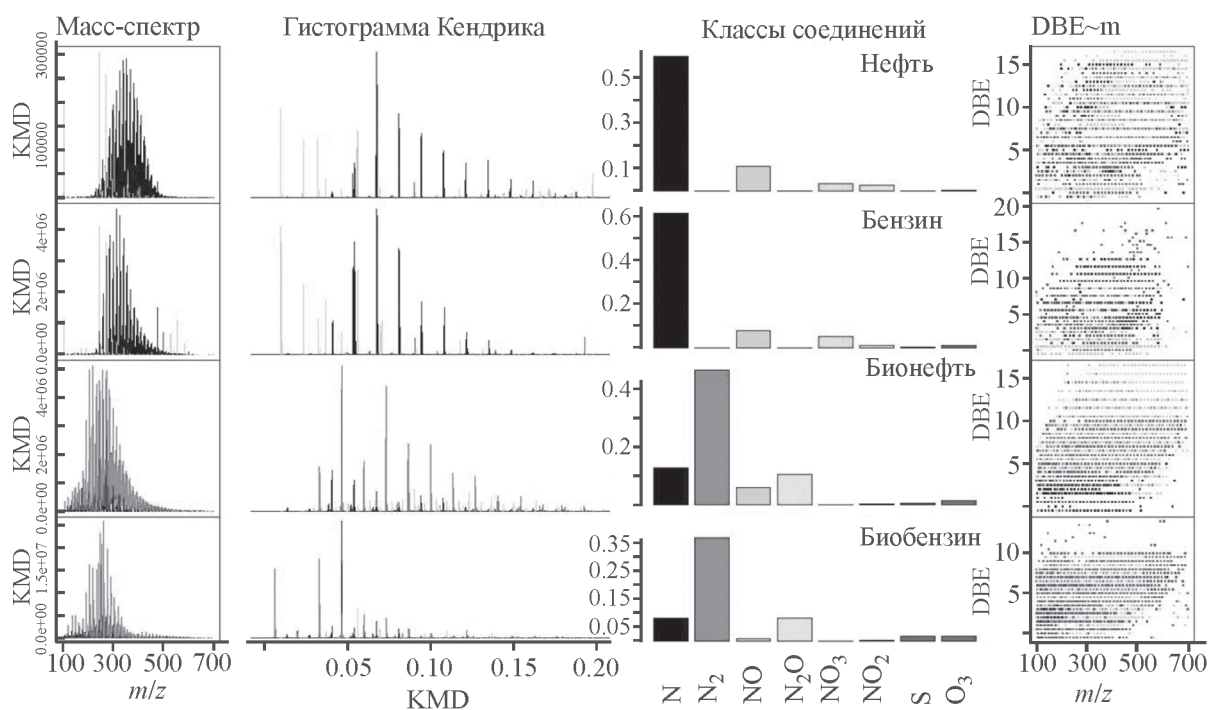 Масс-спектр
Гистограмма Кендрика
Классы соединений
DBE~m
KMD
300000
100000
0.5
0.3
0.1
Нефть
DBE
15
10
5
KMD
4e+06
2e+06
0.0e+00
0.6
0.4
0.2
Бензин
DBE
20
15
10
5
KMD
4e+06
2e+06
0.0e+00
0.4
0.2
Бионефть
DBE
15
10
5
KMD
1.5e+07
0.0e+00
0.35
0.25
0.15
0.05
Биобензин
DBE
10
5
100 300 500 700
m/z
0.05 0.10 0.15 0.20
KMD
N N₂ NO N₂O NO₃ NO₂ S O₃
100 300 500 700
m/z